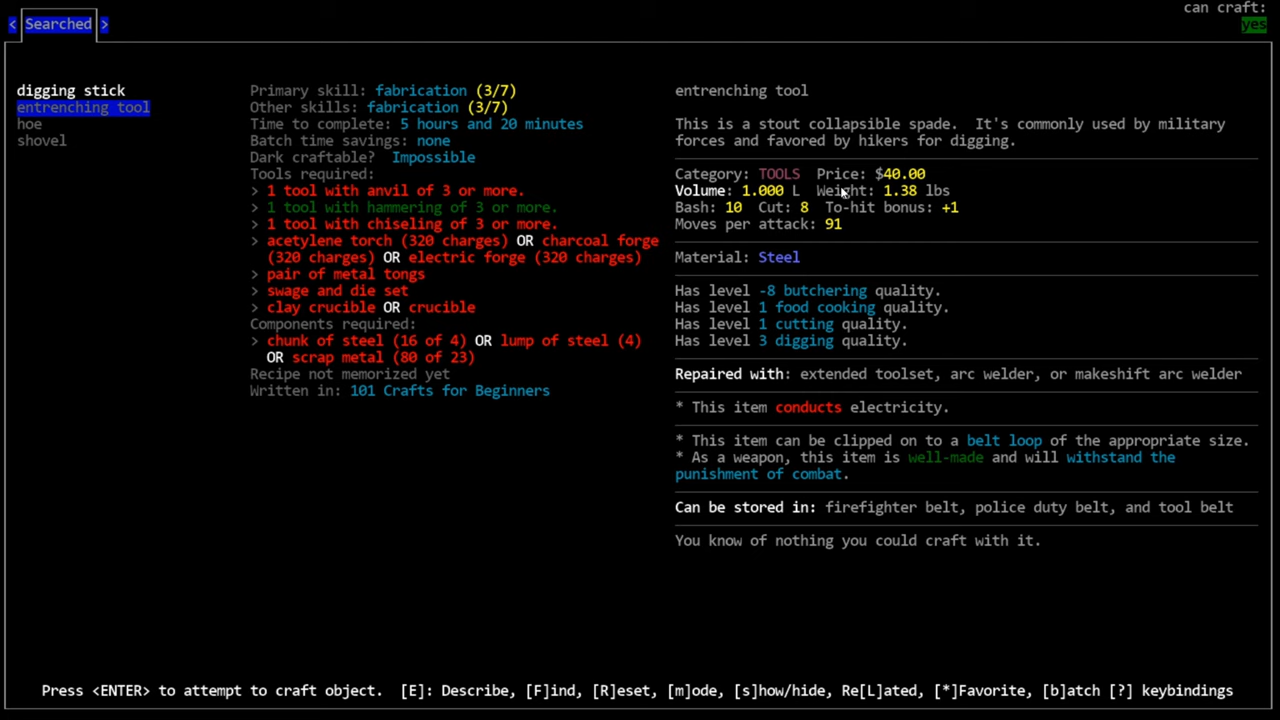 can craft:
< Searched >
yes
digging stick
entrenching tool
hoe
shovel
Primary skill: fabrication (3/7)
Other skills: fabrication (3/7)
Time to complete: 5 hours and 20 minutes
Batch time savings: none
Dark craftable?  Impossible
Tools required:
> 1 tool with anvil of 3 or more.
> 1 tool with hammering of 3 or more.
> 1 tool with chiseling of 3 or more.
> acetylene torch (320 charges) OR charcoal forge
(320 charges) OR electric forge (320 charges)
> pair of metal tongs
> swage and die set
> clay crucible OR crucible
Components required:
> chunk of steel (16 of 4) OR lump of steel (4)
OR scrap metal (80 of 23)
Recipe not memorized yet
Written in: 101 Crafts for Beginners
entrenching tool
This is a stout collapsible spade.  It's commonly used by military
forces and favored by hikers for digging.
Category: TOOLS  Price: $40.00
Volume: 1.000 L  Weight: 1.38 lbs
Bash: 10  Cut: 8  To-hit bonus: +1
Moves per attack: 91
Material: Steel
Has level -8 butchering quality.
Has level 1 food cooking quality.
Has level 1 cutting quality.
Has level 3 digging quality.
Repaired with: extended toolset, arc welder, or makeshift arc welder
* This item conducts electricity.
* This item can be clipped on to a belt loop of the appropriate size.
* As a weapon, this item is well-made and will withstand the
punishment of combat.
Can be stored in: firefighter belt, police duty belt, and tool belt
You know of nothing you could craft with it.
Press <ENTER> to attempt to craft object.  [E]: Describe, [F]ind, [R]eset, [m]ode, [s]how/hide, Re[L]ated, [*]Favorite, [b]atch [?] keybindings